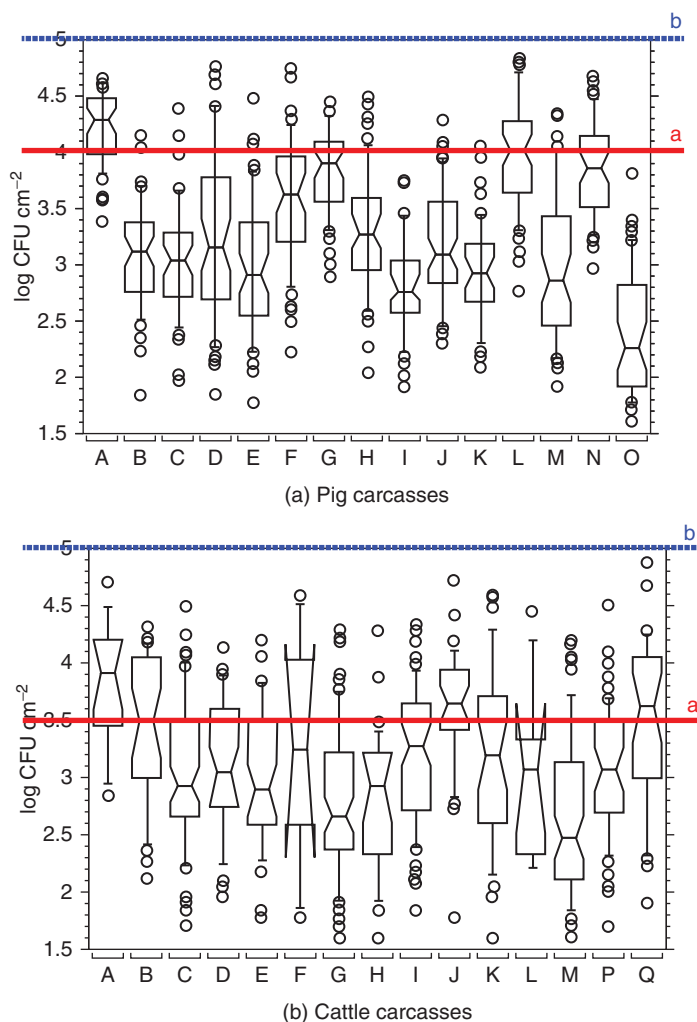 b
5
4.5
a
4
3.5
3
2.5
2
1.5
log CFU cm−2
A B C D E F G H I J K L M N O
(a) Pig carcasses
b
5
4.5
4
a
3.5
3
2.5
2
1.5
log CFU cm−2
A B C D E F G H I J K L M P Q
(b) Cattle carcasses